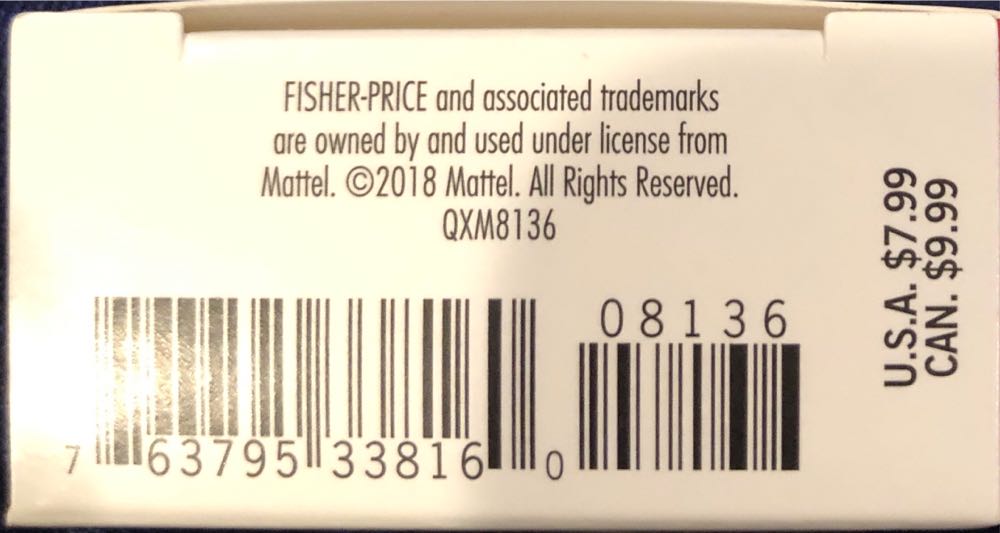 FISHER-PRICE and associated trademarks
are owned by and used under license from
Mattel. ©2018 Mattel. All Rights Reserved.
QXM8136
U.S.A. $7.99
CAN. $9.99
08136
7 63795 33816 0